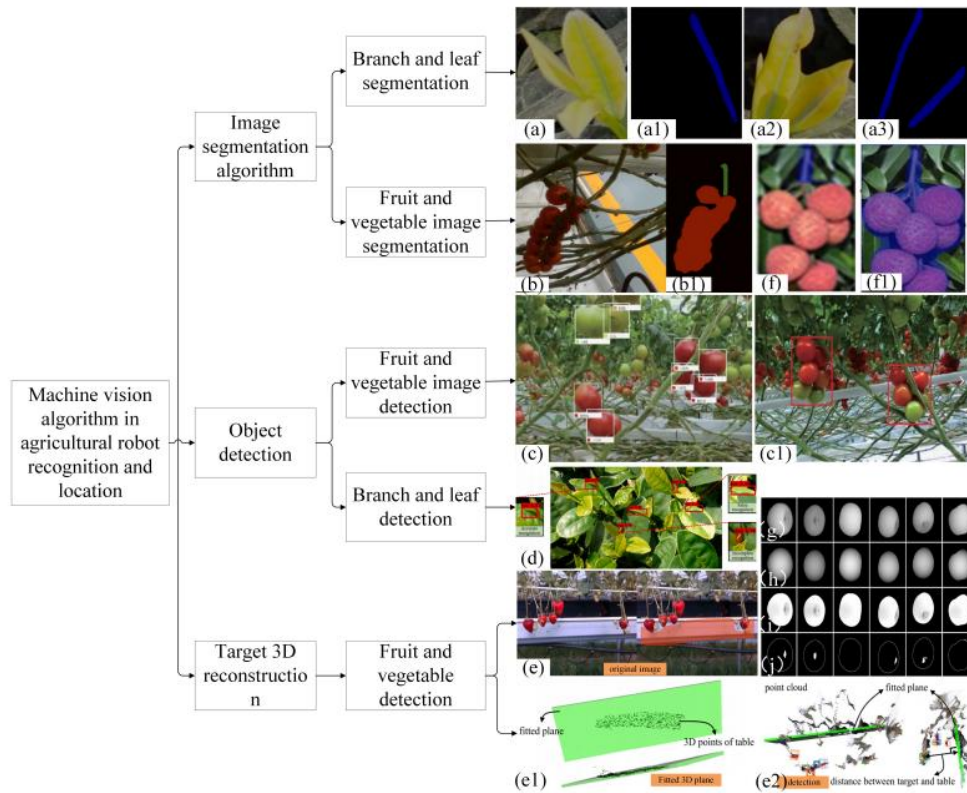 Branch and leaf
segmentation
(a)
(a1)
(a2)
(a3)
Image
segmentation
algorithm
Fruit and
vegetable image
segmentation
(b)
(b1)
(f)
(f1)
Machine vision
algorithm in
agricultural robot
recognition and
location
Object
detection
Fruit and
vegetable image
detection
(c)
(c1)
Branch and leaf
detection
(d)
(g)
(h)
(i)
(j)
Target 3D
reconstructio
n
Fruit and
vegetable
detection
(e)
original image
fitted plane
3D points of table
(e1)
Fitted 3D plane
point cloud
fitted plane
(e2)
detection
distance between target and table